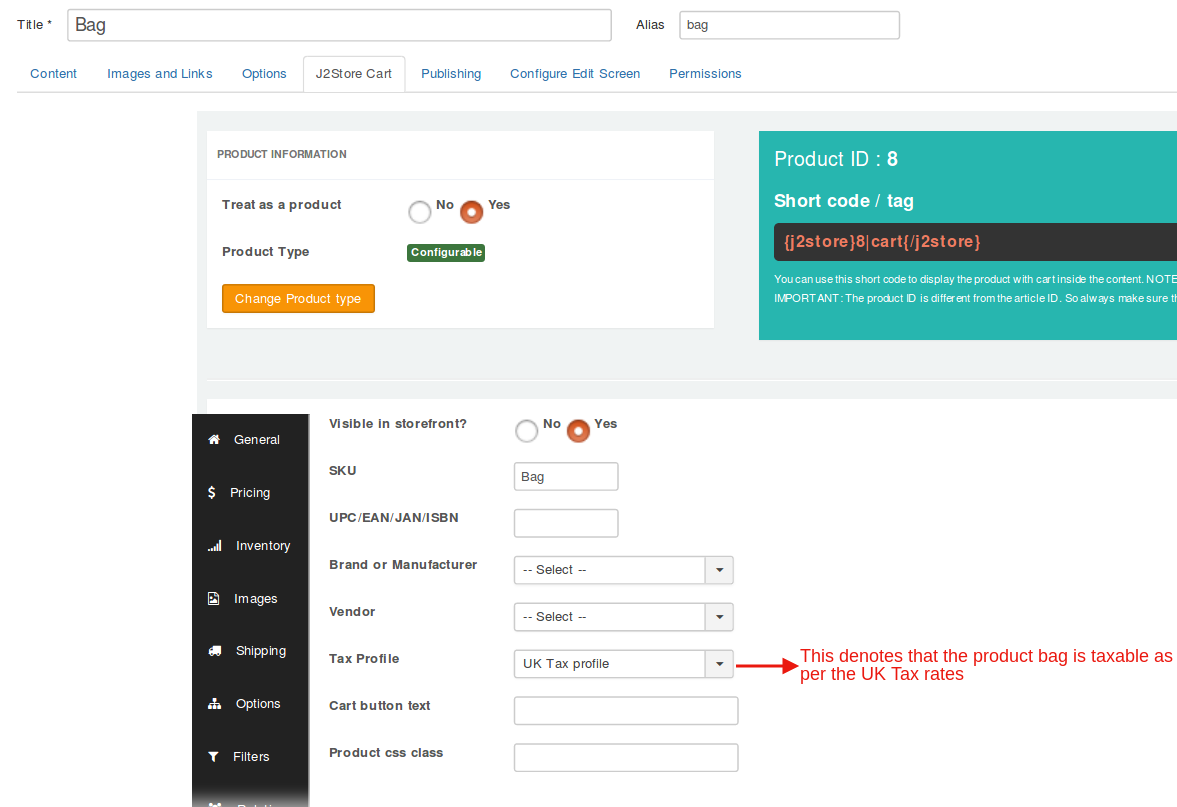 Title * Bag Alias bag
Content Images and Links Options J2Store Cart Publishing Configure Edit Screen Permissions
PRODUCT INFORMATION
Treat as a product No Yes
Product Type Configurable
Change Product type
Product ID : 8
Short code / tag
{j2store}8|cart{/j2store}
You can use this short code to display the product with cart inside the content. NOTE
IMPORTANT: The product ID is different from the article ID. So always make sure
General
Pricing
Inventory
Images
Shipping
Options
Filters
Visible in storefront? No Yes
SKU Bag
UPC/EAN/JAN/ISBN
Brand or Manufacturer -- Select --
Vendor -- Select --
Tax Profile UK Tax profile
This denotes that the product bag is taxable as
per the UK Tax rates
Cart button text
Product css class